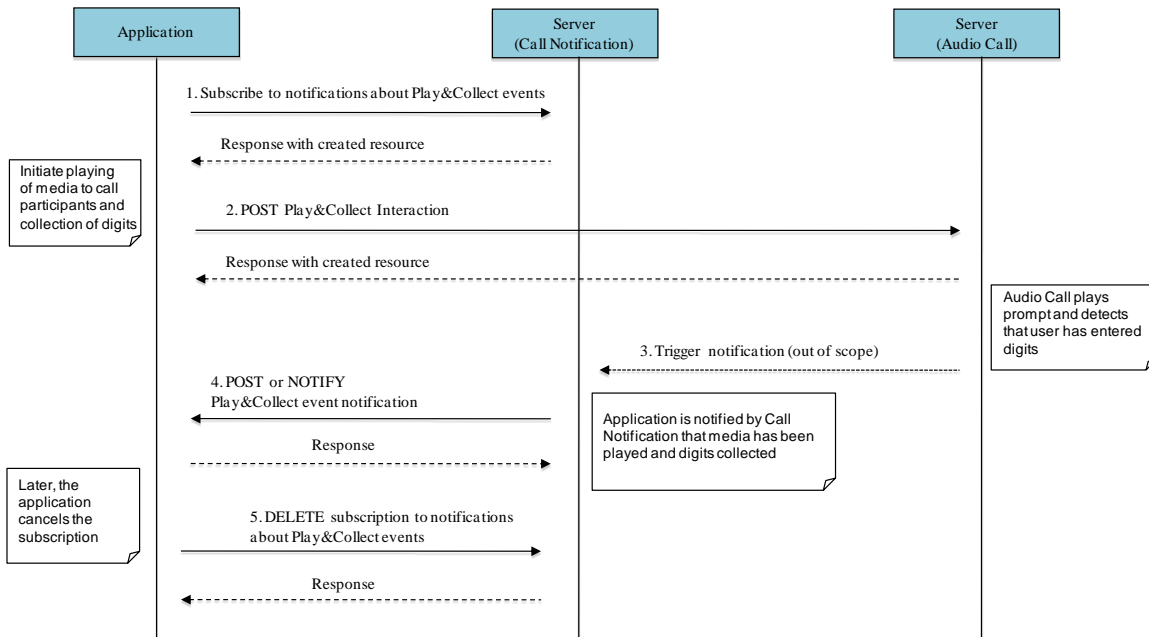 Application
Server
(Call Notification)
Server
(Audio Call)
1. Subscribe to notifications about Play&Collect events
Response with created resource
Initiate playing
of media to call
participants and
collection of digits
2. POST Play&Collect Interaction
Response with created resource
Audio Call plays
prompt and detects
that user has entered
digits
3. Trigger notification (out of scope)
4. POST or NOTIFY
Play&Collect event notification
Application is notified by Call
Notification that media has been
played and digits collected
Response
Later, the
application
cancels the
subscription
5. DELETE subscription to notifications
about Play&Collect events
Response